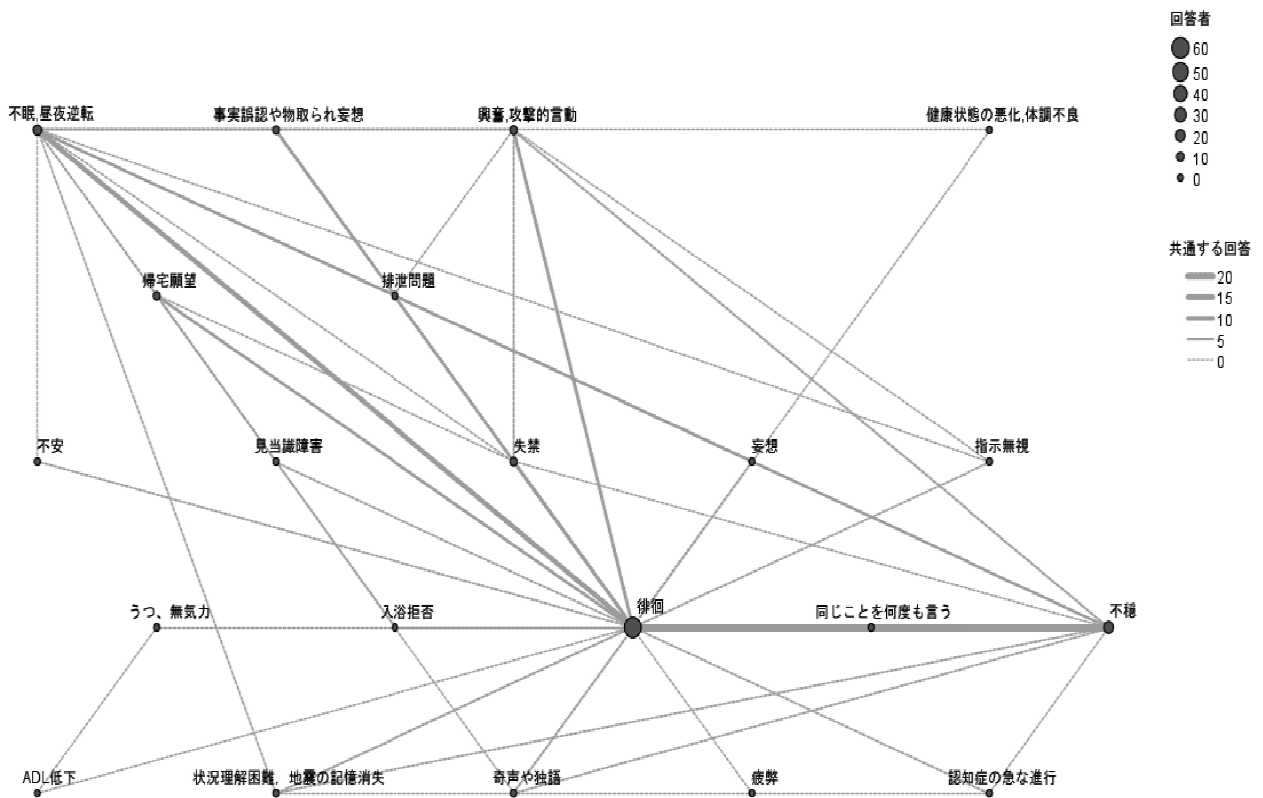 回答者
60
50
40
30
20
10
0
不眠,昼夜逆転
事実誤認や物取られ妄想
興奮,攻撃的言動
健康状態の悪化,体調不良
共通する回答
20
15
10
5
0
帰宅願望
排泄問題
不安
見当識障害
失禁
妄想
指示無視
うつ、無気力
入浴拒否
徘徊
同じことを何度も言う
不穏
ADL低下
状況理解困難, 地震の記憶消失
奇声や独語
疲弊
認知症の急な進行